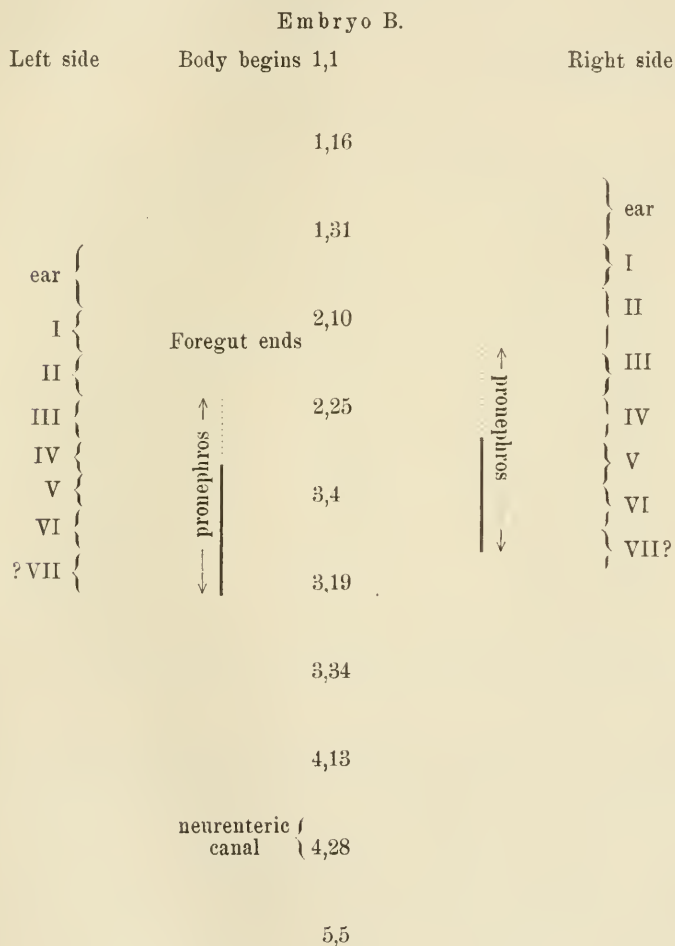 Embryo B.
Left side Body begins 1,1 Right side
1,16
ear
1,31
ear I
2,10 II
I Foregut ends
II III
pronephros
III 2,25 IV
pronephros
IV V
V 3,4 VI
VI VII?
? VII 3,19
3,34
4,13
neurenteric
canal 4,28
5,5